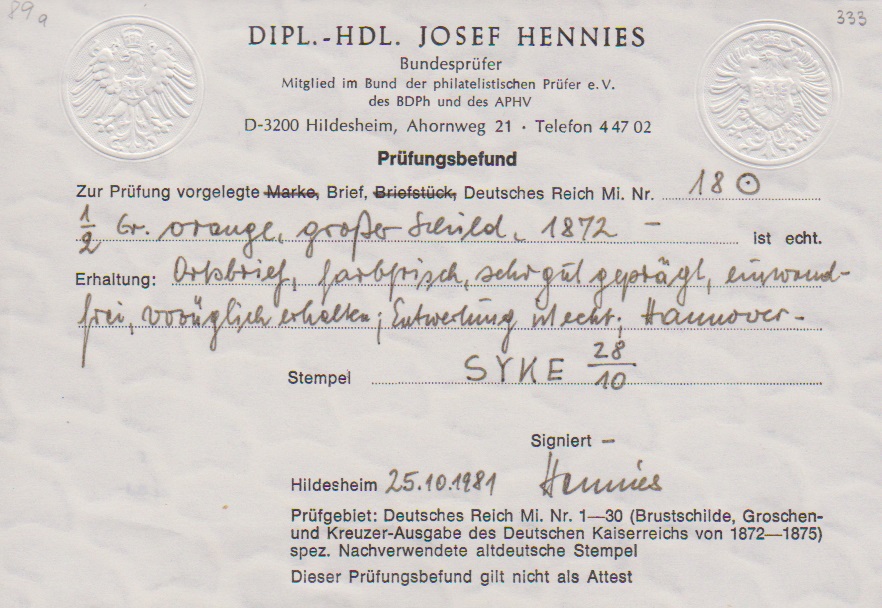 89a
333
DIPL.-HDL. JOSEF HENNIES
Bundesprüfer
Mitglied im Bund der philatelistischen Prüfer e.V.
des BDPh und des APHV
D-3200 Hildesheim, Ahornweg 21 · Telefon 4 47 02
Prüfungsbefund
Zur Prüfung vorgelegte Marke, Brief, Briefstück, Deutsches Reich Mi. Nr. 18 ⊙
1/2 Gr. orange, großer Schild, 1872 — ist echt.
Erhaltung: Ortsbrief, farbfrisch, sehr gut geprägt, einwand-
frei, vorzüglich erhalten; Entwertung ist echt; Hannover-
Stempel SYKE 28/10
Signiert –
Hildesheim 25.10.1981 Hennies
Prüfgebiet: Deutsches Reich Mi. Nr. 1—30 (Brustschilde, Groschen-
und Kreuzer-Ausgabe des Deutschen Kaiserreichs von 1872—1875)
spez. Nachverwendete altdeutsche Stempel
Dieser Prüfungsbefund gilt nicht als Attest